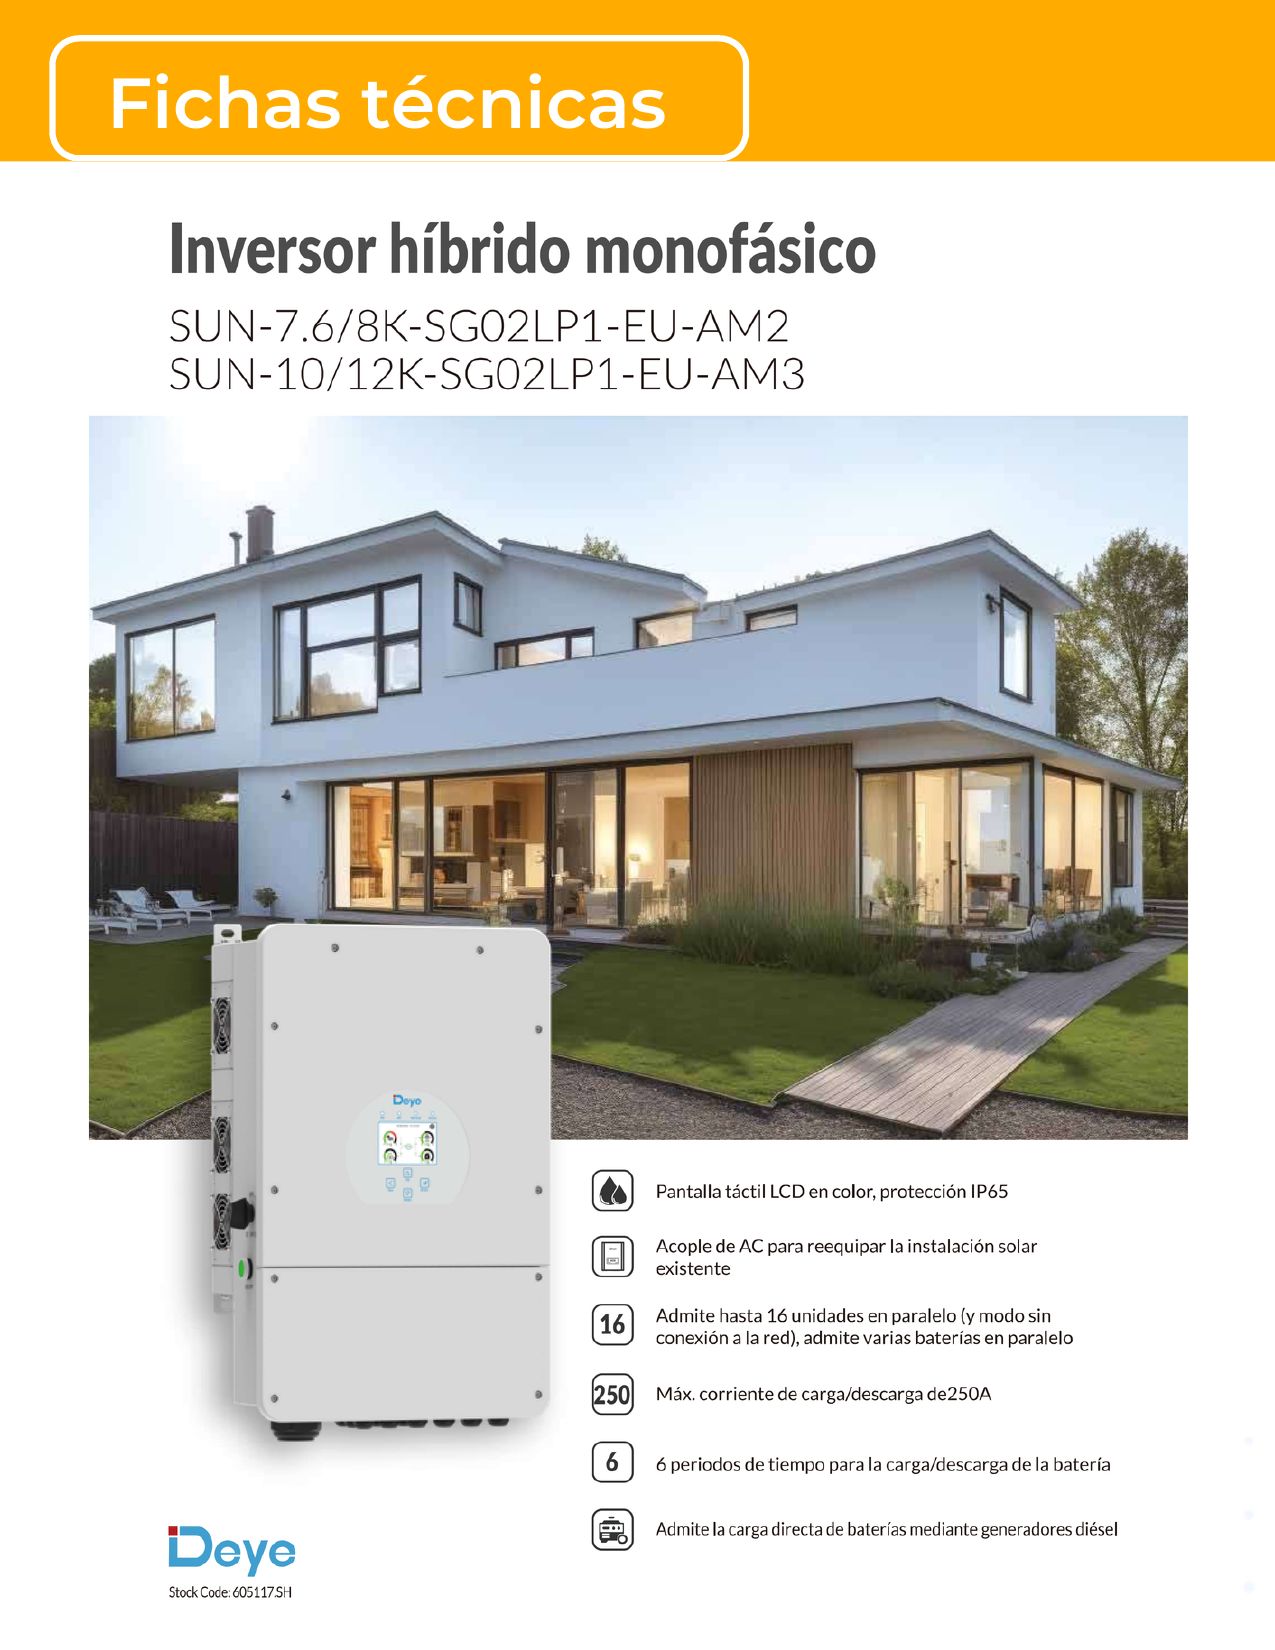 Fichas técnicas
Inversor híbrido monofásico
SUN-7.6/8K-SG02LP1-EU-AM2
SUN-10/12K-SG02LP1-EU-AM3
Deye
Pantalla táctil LCD en color, protección IP65
Acople de AC para reequipar la instalación solar
existente
16
Admite hasta 16 unidades en paralelo (y modo sin
conexión a la red), admite varias baterías en paralelo
250
Máx. corriente de carga/descarga de250A
6
6 periodos de tiempo para la carga/descarga de la batería
Admite la carga directa de baterías mediante generadores diésel
Deye
Stock Code: 605117.SH